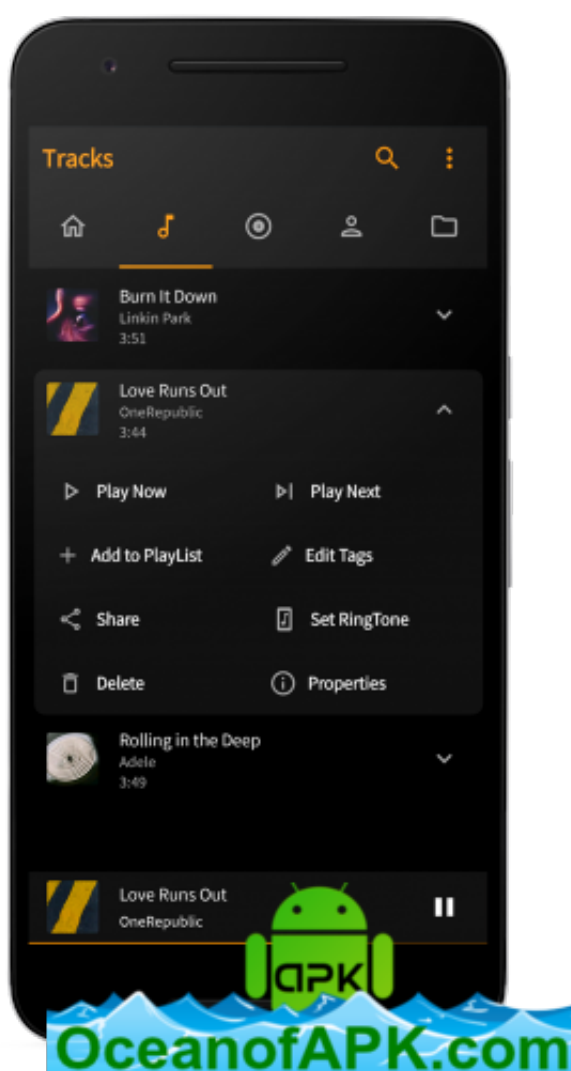 Tracks
Burn It Down
Linkin Park
3:51
Love Runs Out
OneRepublic
3:44
Play Now
Play Next
Add to PlayList
Edit Tags
Share
Set RingTone
Delete
Properties
Rolling in the Deep
Adele
3:49
Love Runs Out
OneRepublic
APK
OceanofAPK.com